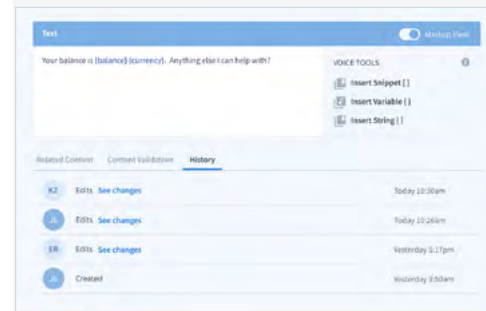 Text
Markup View
Your balance is {balance} {currency}. Anything else I can help with?
VOICE TOOLS
Insert Snippet [ ]
Insert Variable { }
Insert String ( )
Related Content Content Validation History
KZ Edits See changes Today 10:30am
JL Edits See changes Today 10:26am
ER Edits See changes Yesterday 5:17pm
JL Created Yesterday 9:50am